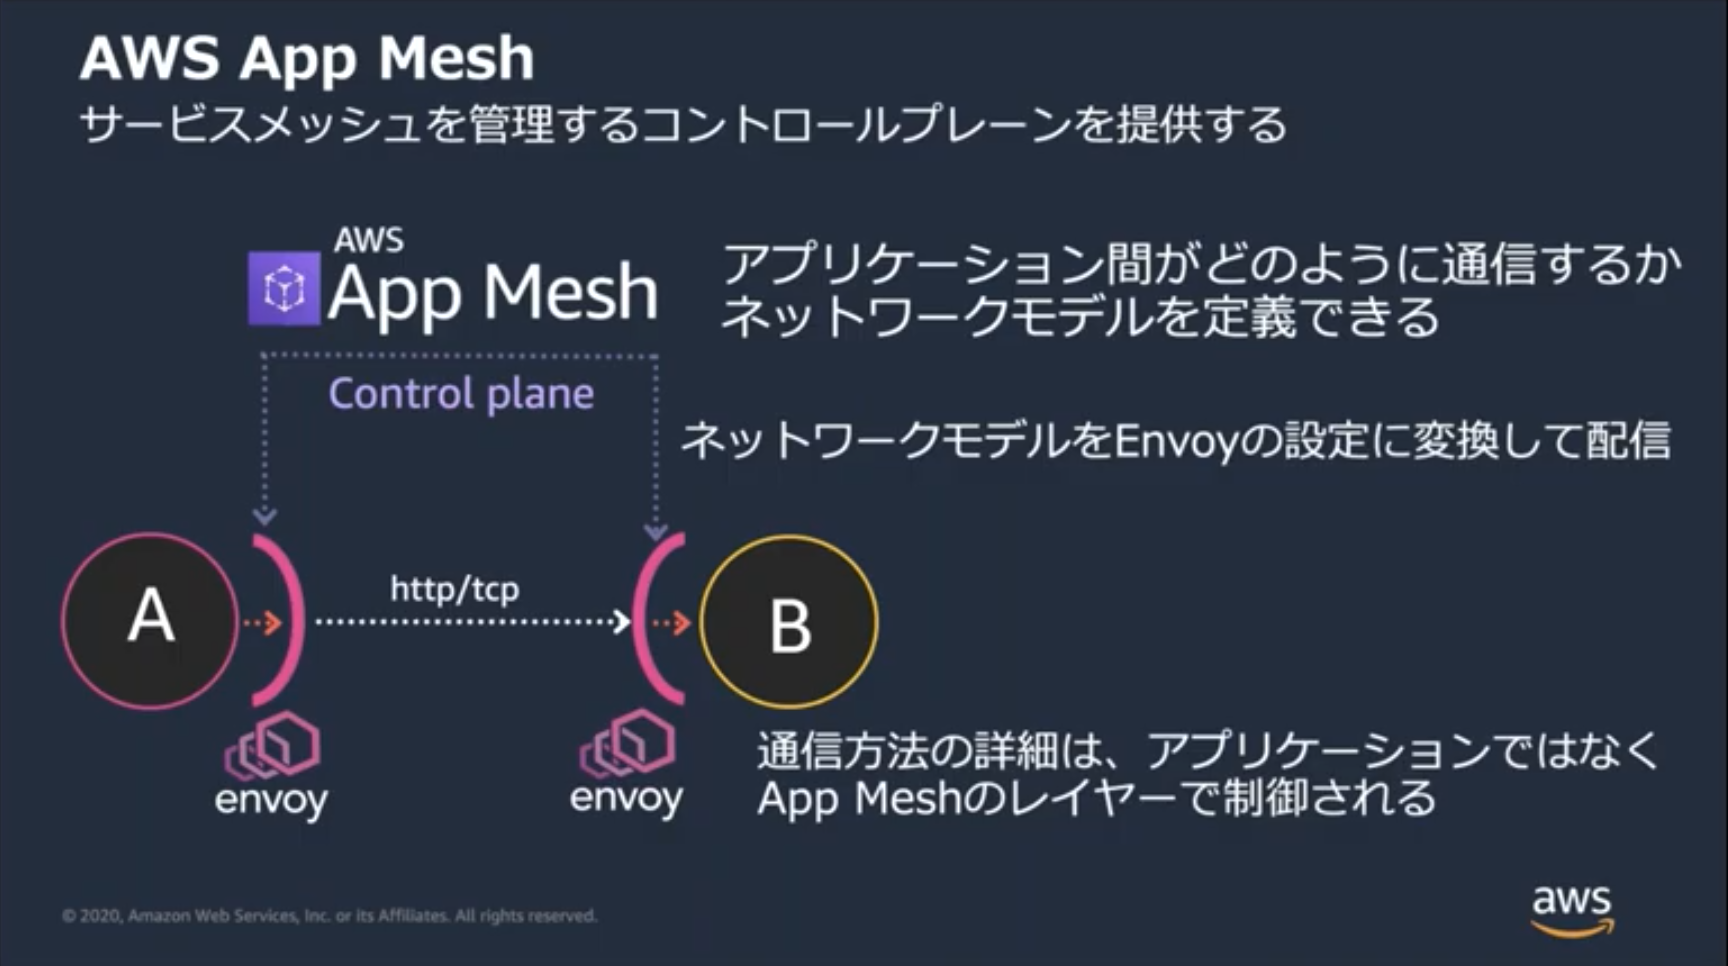 AWS App Mesh
サービスメッシュを管理するコントロールプレーンを提供する
AWS
App Mesh
アプリケーション間がどのように通信するか
ネットワークモデルを定義できる
Control plane
ネットワークモデルをEnvoyの設定に変換して配信
A
http/tcp
B
envoy
envoy
通信方法の詳細は、アプリケーションではなく
App Meshのレイヤーで制御される
© 2020, Amazon Web Services, Inc. or its Affiliates. All rights reserved.
aws